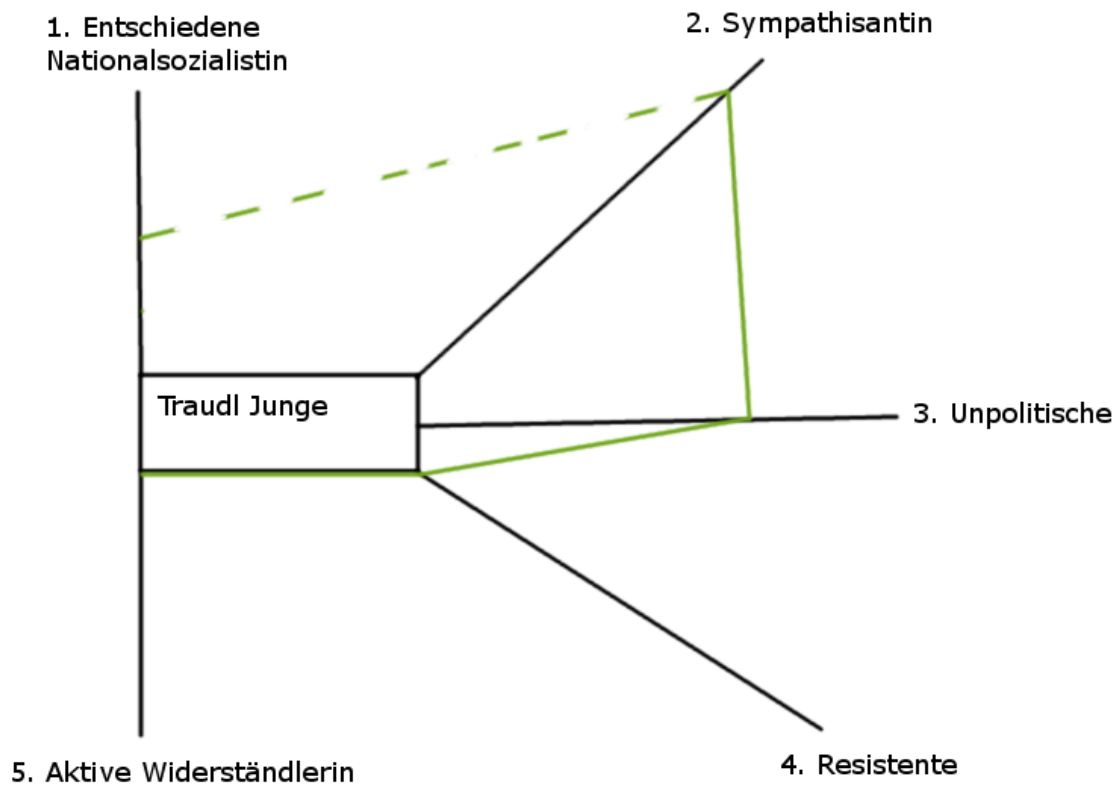 1. Entschiedene
Nationalsozialistin
2. Sympathisantin
Traudl Junge
3. Unpolitische
4. Resistente
5. Aktive Widerständlerin